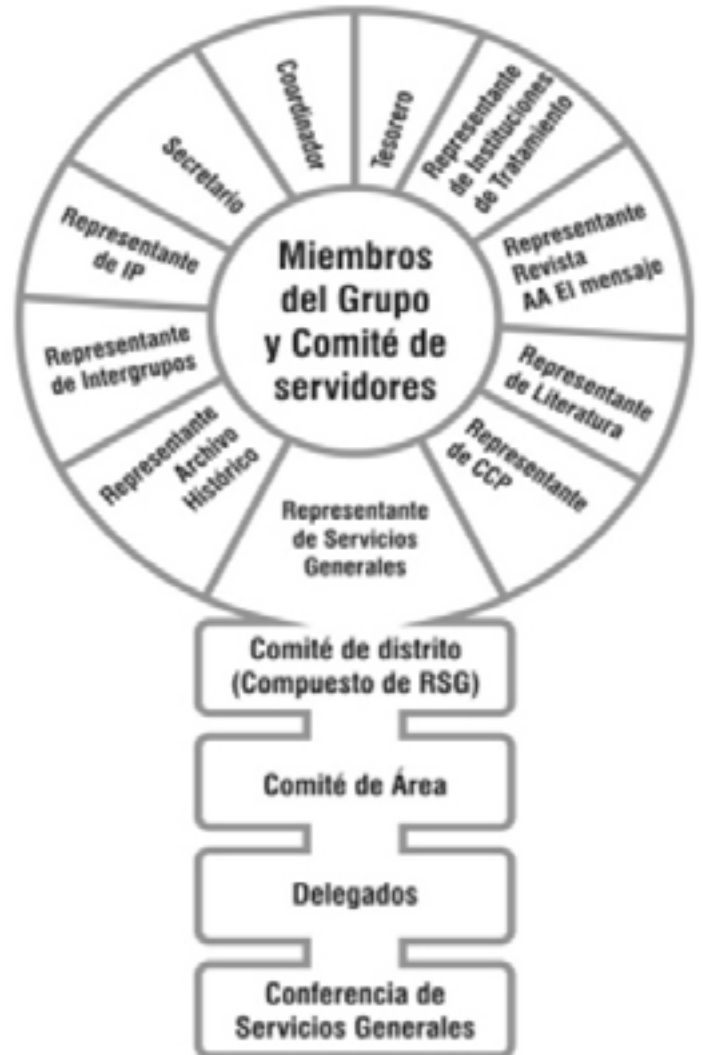 Miembros
del Grupo
y Comité de
servidores
Coordinador
Tesorero
Representante
de Instituciones
de Tratamiento
Representante
Revista
AA El mensaje
Representante
de Literatura
Representante
de CCP
Representante
de Servicios
Generales
Representante
Archivo
Histórico
Representante
de Intergrupos
Representante
de IP
Secretario
Comité de distrito
(Compuesto de RSG)
Comité de Área
Delegados
Conferencia de
Servicios Generales